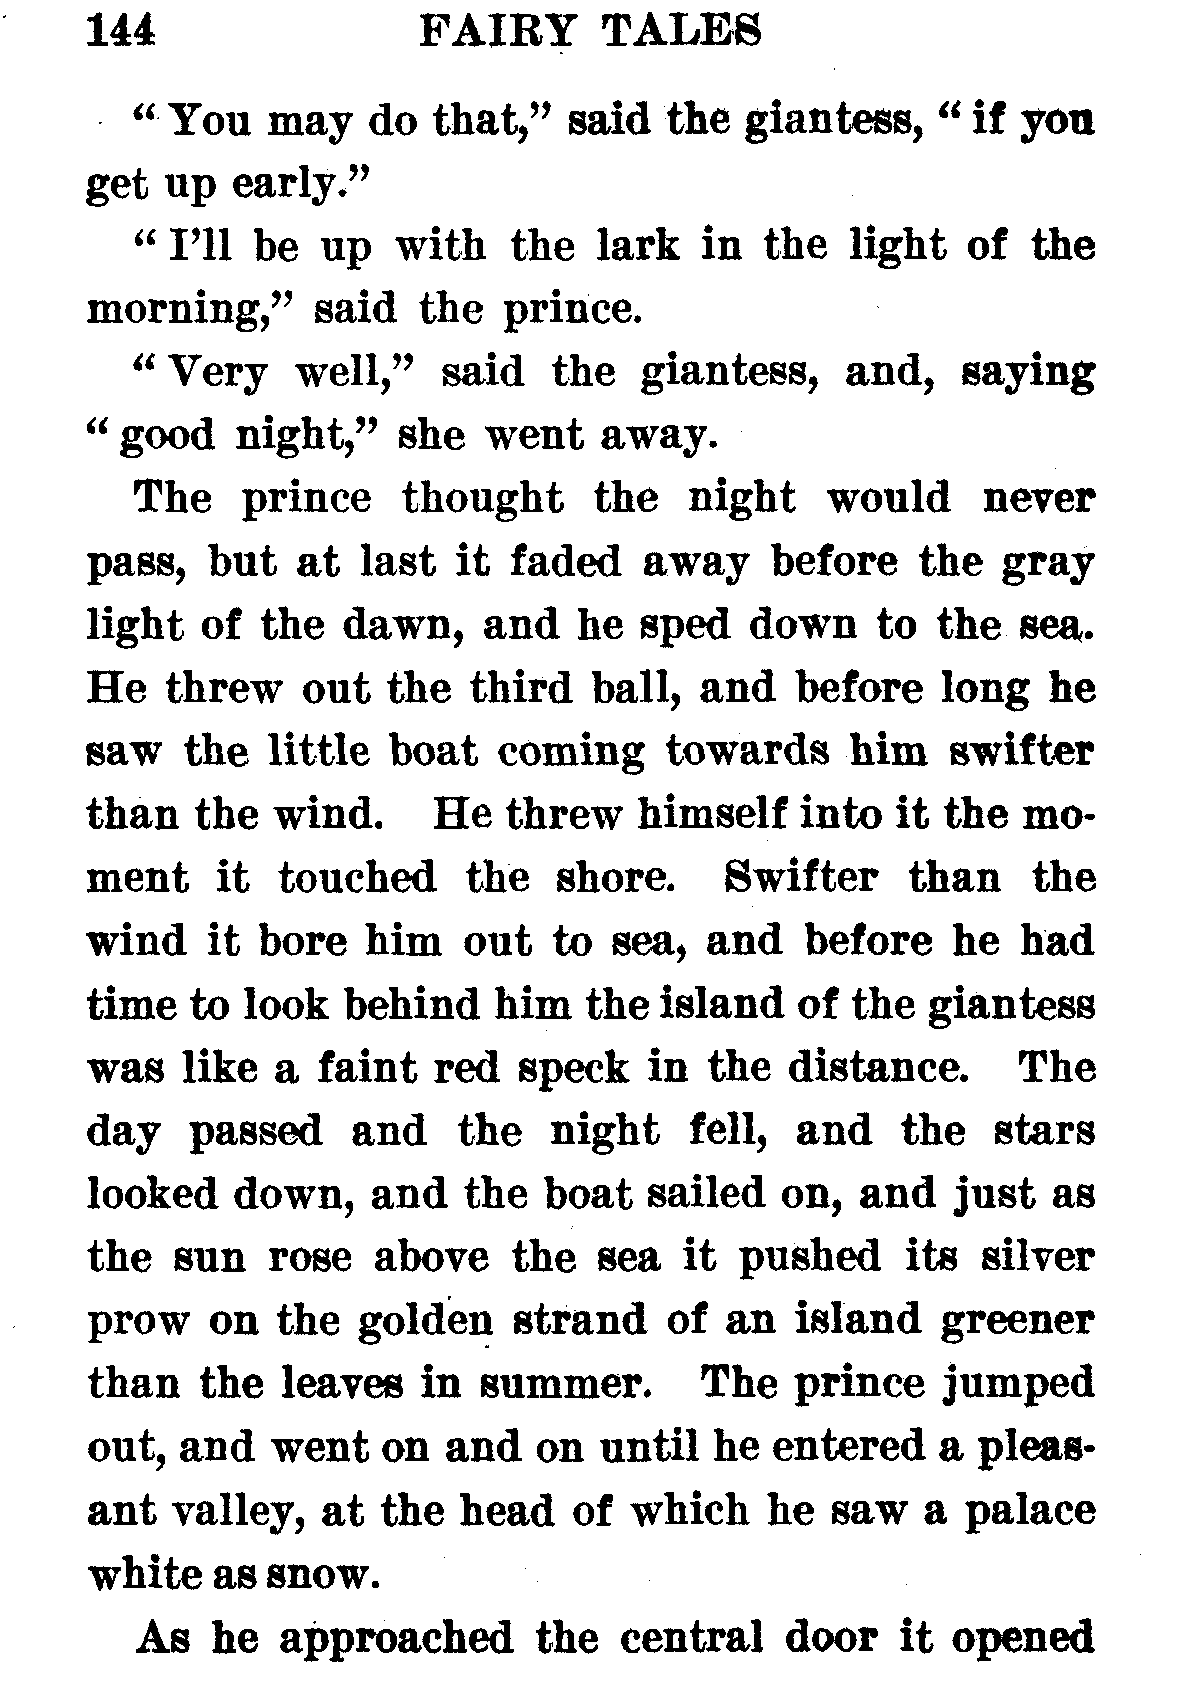 144 FAIRY TALES
“ You may do that,” said the giantess, “ if you
get up early.”
“ I’ll be up with the lark in the light of the
morning,” said the prince.
“ Very well,” said the giantess, and, saying
“ good night,” she went away.
The prince thought the night would never
pass, but at last it faded away before the gray
light of the dawn, and he sped down to the sea.
He threw out the third ball, and before long he
saw the little boat coming towards him swifter
than the wind. He threw himself into it the mo-
ment it touched the shore. Swifter than the
wind it bore him out to sea, and before he had
time to look behind him the island of the giantess
was like a faint red speck in the distance. The
day passed and the night fell, and the stars
looked down, and the boat sailed on, and just as
the sun rose above the sea it pushed its silver
prow on the golden strand of an island greener
than the leaves in summer. The prince jumped
out, and went on and on until he entered a pleas-
ant valley, at the head of which he saw a palace
white as snow.
As he approached the central door it opened